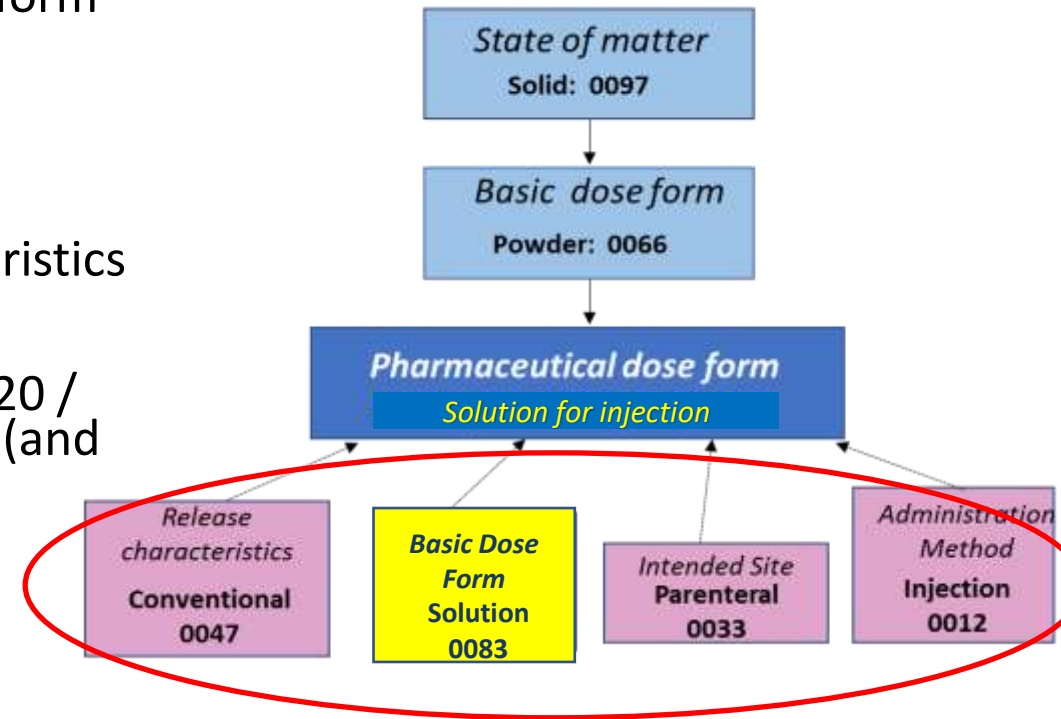 orm
ristics
20 /
(and
State of matter
Solid: 0097
Basic dose form
Powder: 0066
Pharmaceutical dose form
Solution for injection
Release
characteristics
Conventional
0047
Basic Dose
Form
Solution
0083
Intended Site
Parenteral
0033
Administration
Method
Injection
0012